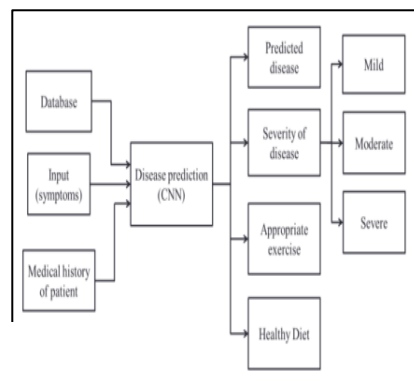 Database
Input
(symptoms)
Medical history
of patient
Disease prediction
(CNN)
Predicted
disease
Severity of
disease
Appropriate
exercise
Healthy Diet
Mild
Moderate
Severe